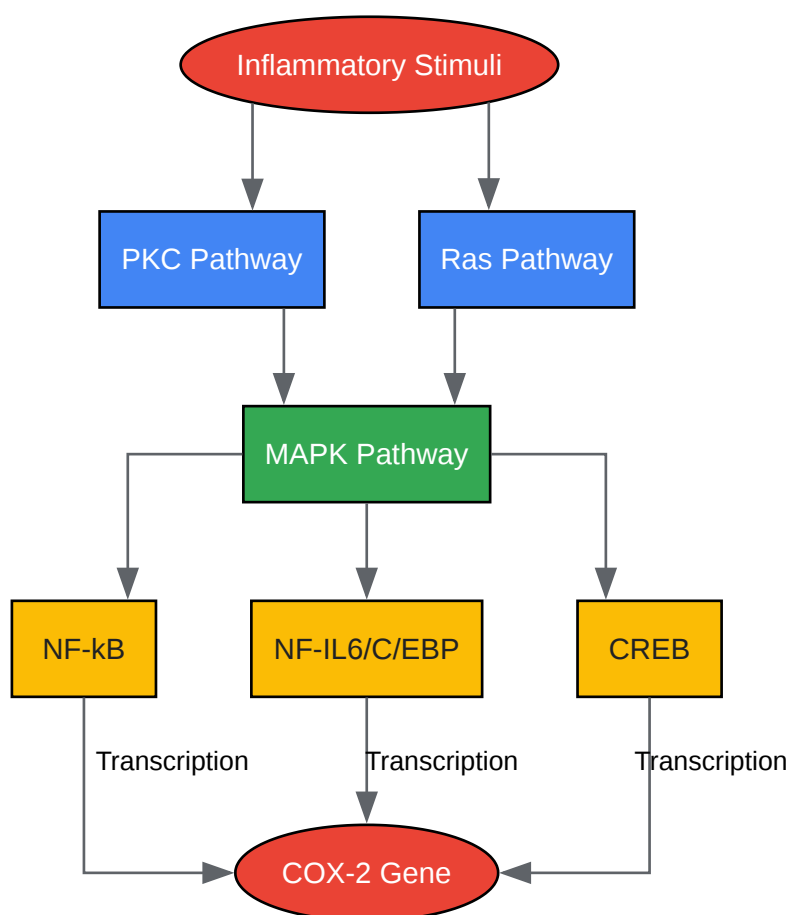 Inflammatory Stimuli
PKC Pathway
Ras Pathway
MAPK Pathway
NF-kB
NF-IL6/C/EBP
CREB
Transcription
Transcription
Transcription
COX-2 Gene